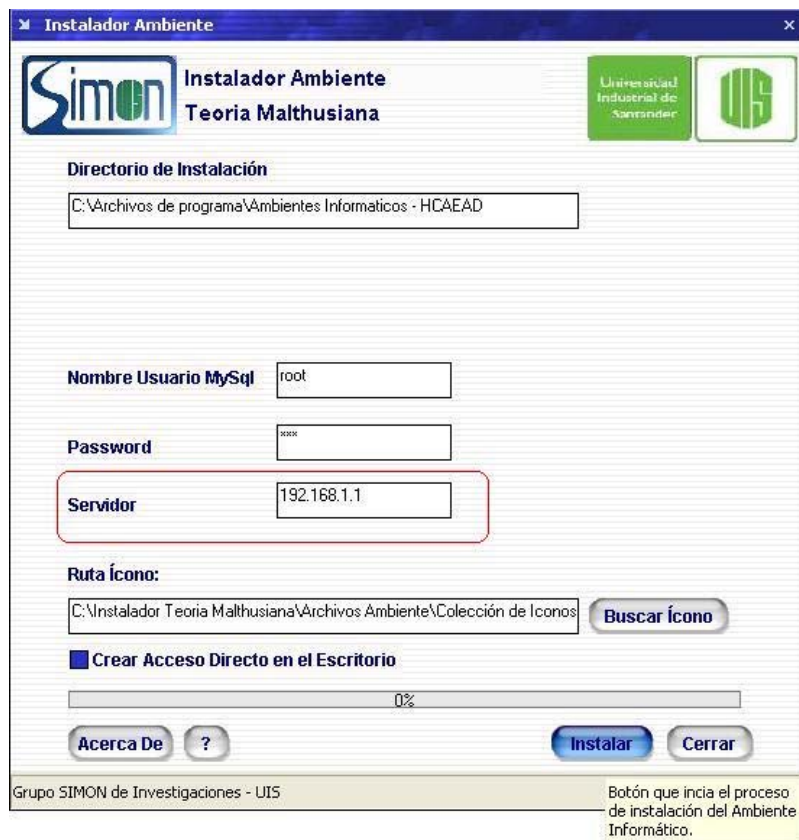 Instalador Ambiente
Simon
Instalador Ambiente
Teoria Malthusiana
Universidad
Industrial de
Santander
UIS
Directorio de Instalación
C:\Archivos de programa\Ambientes Informaticos - HCAEAD
Nombre Usuario MySql
root
Password
***
Servidor
192.168.1.1
Ruta Ícono:
C:\Instalador Teoria Malthusiana\Archivos Ambiente\Colección de Iconos
Buscar Ícono
Crear Acceso Directo en el Escritorio
0%
Acerca De
?
Instalar
Cerrar
Grupo SIMON de Investigaciones - UIS
Botón que incia el proceso
de instalación del Ambiente
Informático.